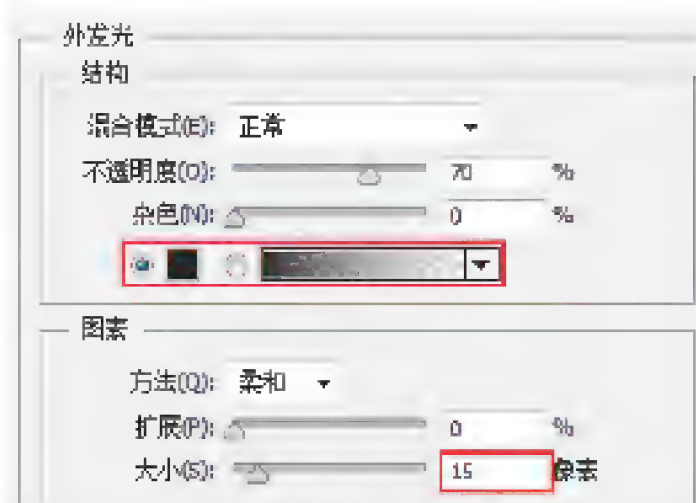 外发光
结构
混合模式(E): 正常
不透明度(O): 70 %
杂色(N): 0 %
图素
方法(Q): 柔和
扩展(P): 0 %
大小(S): 15 像素